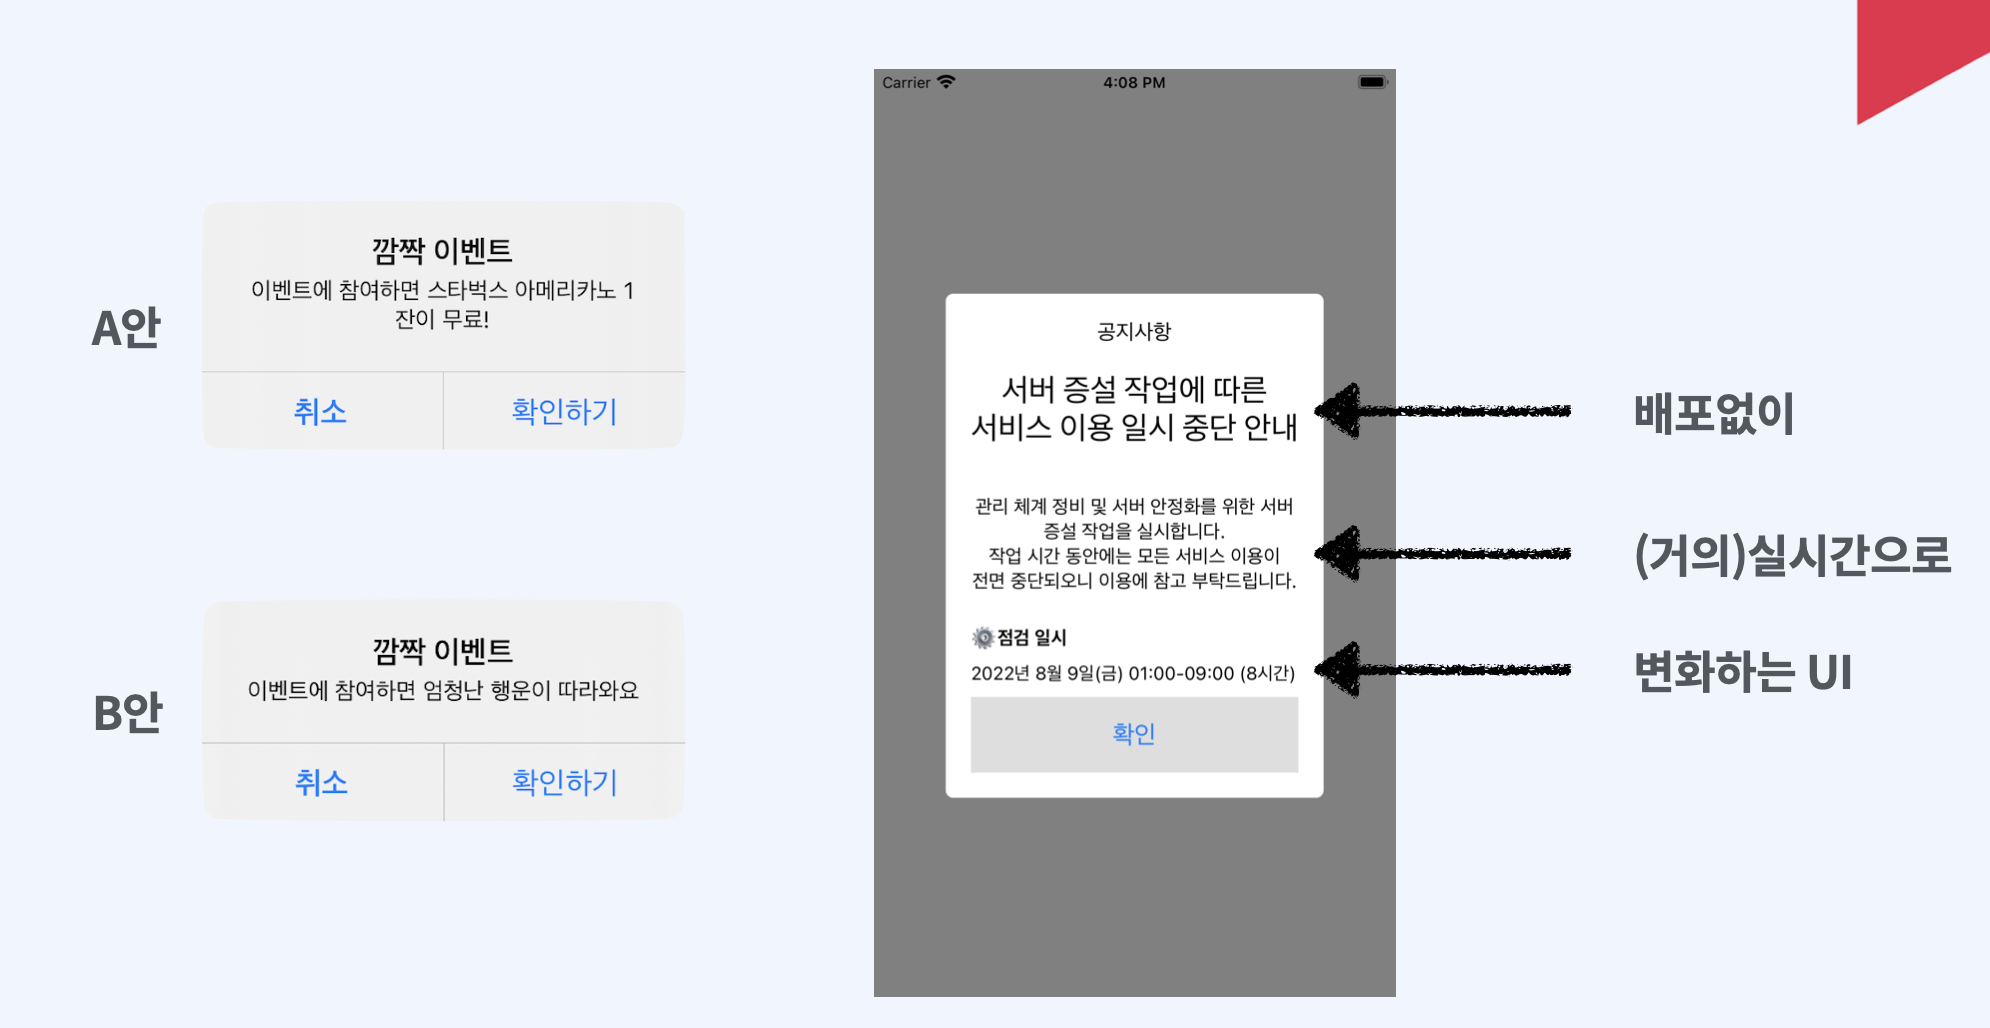 A안
깜짝 이벤트
이벤트에 참여하면 스타벅스 아메리카노 1
잔이 무료!
취소
확인하기
B안
깜짝 이벤트
이벤트에 참여하면 엄청난 행운이 따라와요
취소
확인하기
Carrier
4:08 PM
공지사항
서버 증설 작업에 따른
서비스 이용 일시 중단 안내
관리 체계 정비 및 서버 안정화를 위한 서버
증설 작업을 실시합니다.
작업 시간 동안에는 모든 서비스 이용이
전면 중단되오니 이용에 참고 부탁드립니다.
점검 일시
2022년 8월 9일(금) 01:00-09:00 (8시간)
확인
배포없이
(거의)실시간으로
변화하는 UI